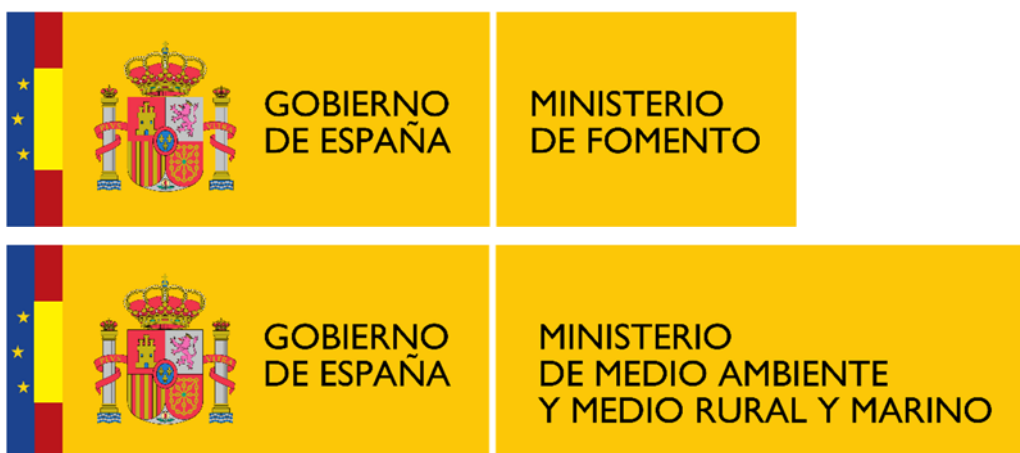 GOBIERNO
DE ESPAÑA
MINISTERIO
DE FOMENTO
GOBIERNO
DE ESPAÑA
MINISTERIO
DE MEDIO AMBIENTE
Y MEDIO RURAL Y MARINO